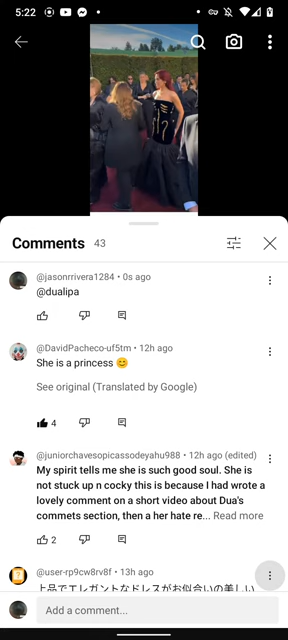 5:22
Comments 43
@jasonrrivera1284 • 0s ago
@dualipa
@DavidPacheco-uf5tm • 12h ago
She is a princess 😊
See original (Translated by Google)
4
@juniorchavesopicassodeyahu988 • 12h ago (edited)
My spirit tells me she is such good soul. She is
not stuck up n cocky this is because I had wrote a
lovely comment on a short video about Dua's
commets section, then a her hate re... Read more
2
@user-rp9cw8rv8f • 13h ago
上品でエレガントなドレスがお似合いの美しい
Add a comment...